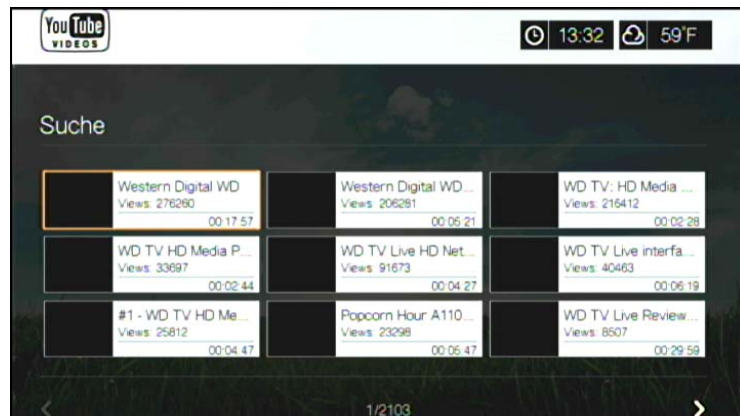 You Tube
VIDEOS
13:32
59°F
Suche
Western Digital WD
Views: 276260
00:17:57
Western Digital WD...
Views: 206281
00:05:21
WD TV: HD Media ...
Views: 216412
00:02:28
WD TV HD Media P...
Views: 33697
00:02:44
WD TV Live HD Net...
Views: 91673
00:04:27
WD TV Live interfa...
Views: 40463
00:06:19
#1 - WD TV HD Me...
Views: 25812
00:04:47
Popcorn Hour A110...
Views: 23298
00:05:47
WD TV Live Review...
Views: 8507
00:29:59
1/2103